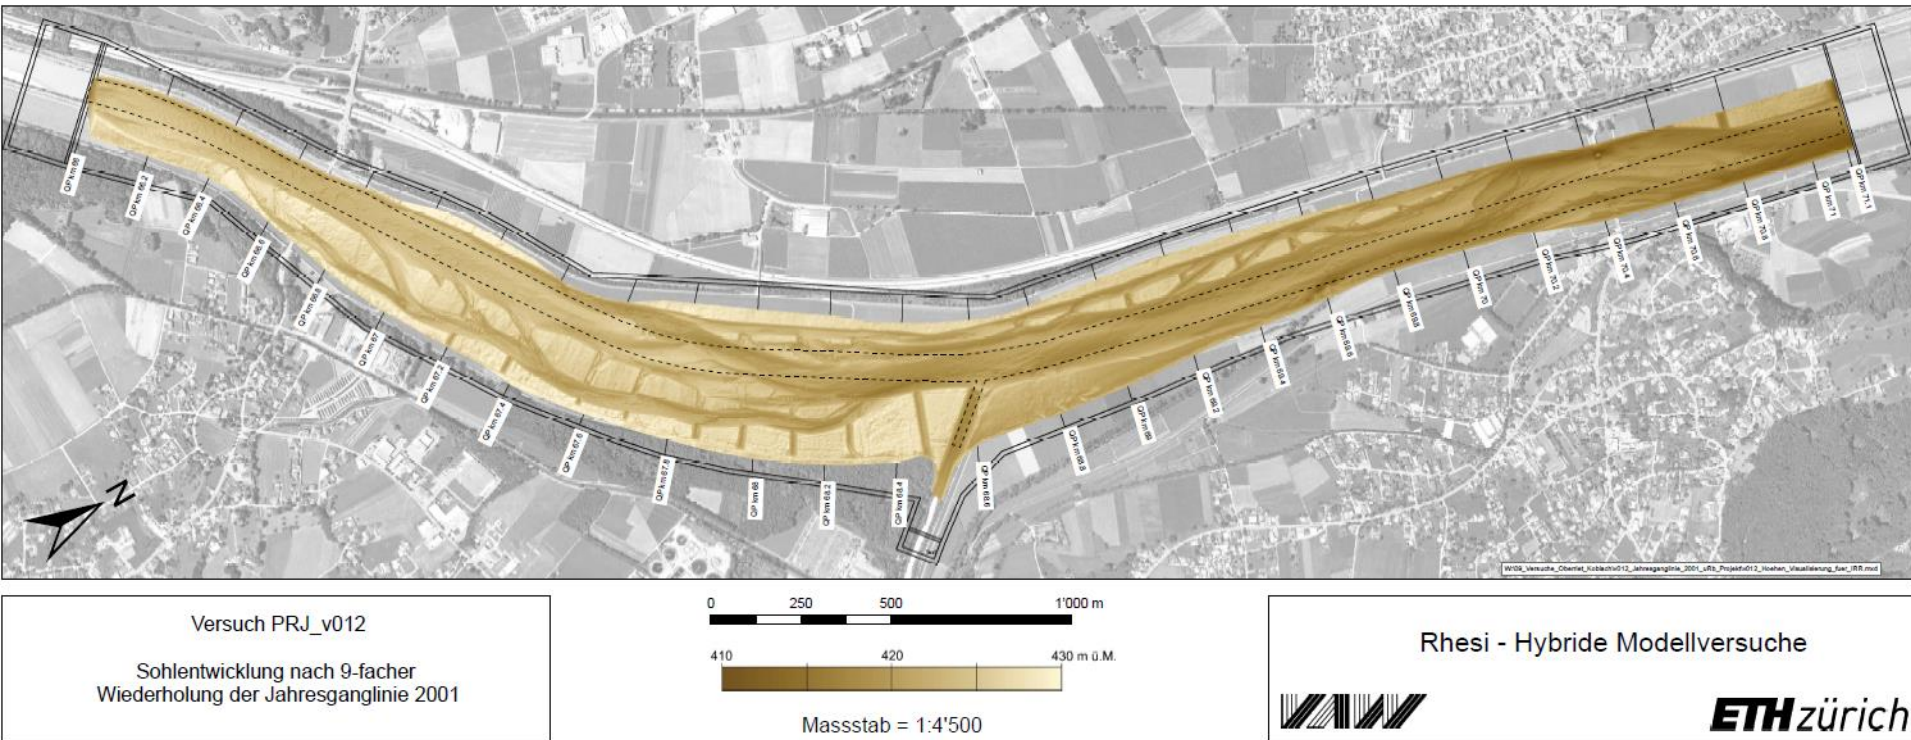 QP km 66
QP km 66.2
QP km 66.4
QP km 66.6
QP km 66.8
QP km 67
QP km 67.2
QP km 67.4
QP km 67.6
QP km 67.8
QP km 68
QP km 68.2
QP km 68.4
QP km 68.6
QP km 68.8
QP km 69
QP km 69.2
QP km 69.4
QP km 69.6
QP km 69.8
QP km 70
QP km 70.2
QP km 70.4
QP km 70.6
QP km 70.8
QP km 71
QP km 71.1
N
Versuch PRJ_v012
Sohlentwicklung nach 9-facher
Wiederholung der Jahresganglinie 2001
0 250 500 1'000 m
410 420 430 m ü.M.
Massstab = 1:4'500
Rhesi - Hybride Modellversuche
VAW
ETH zürich